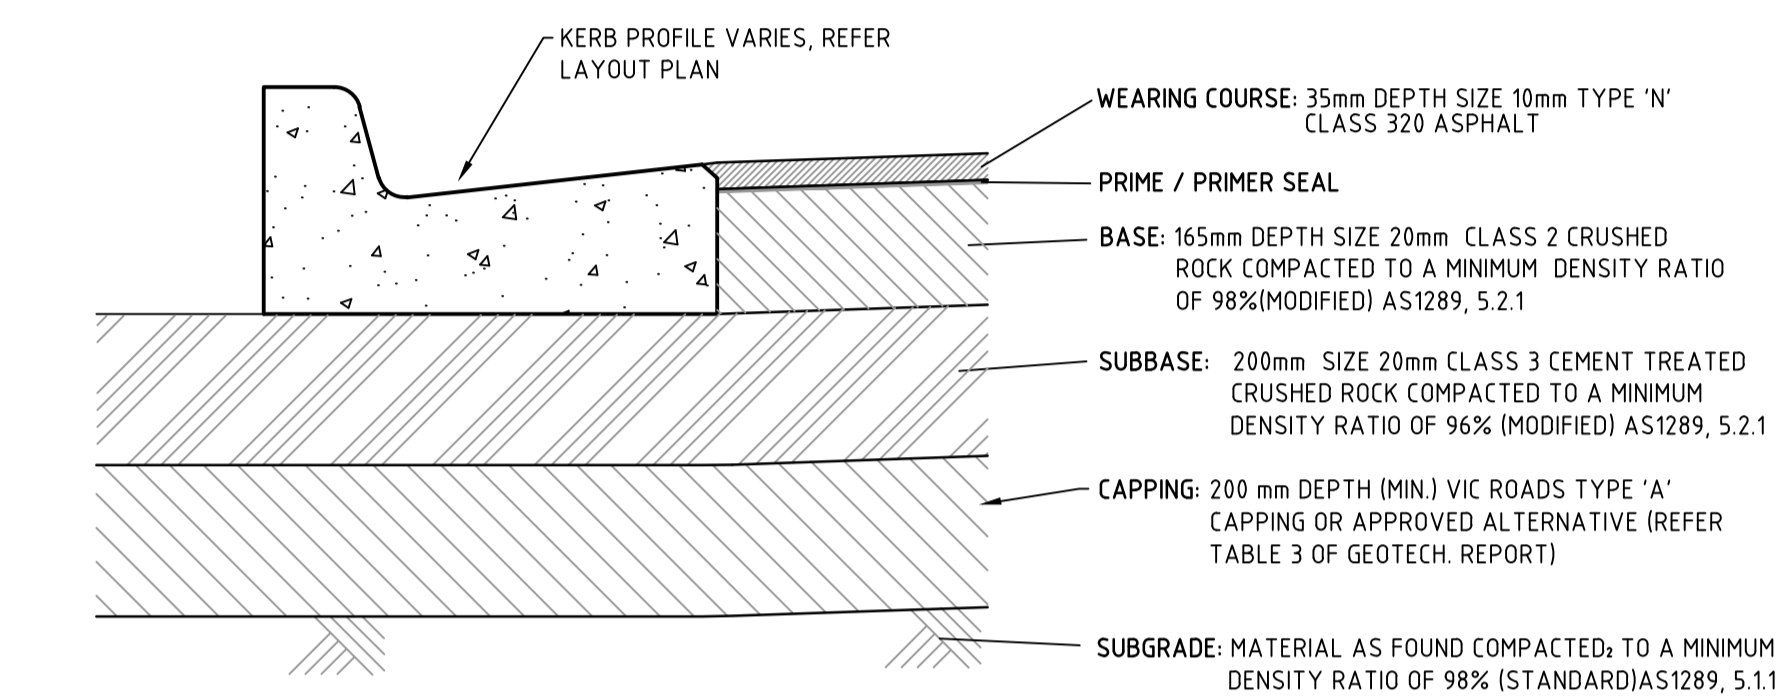 KERB PROFILE VARIES, REFER
LAYOUT PLAN
WEARING COURSE: 35mm DEPTH SIZE 10mm TYPE 'N'
CLASS 320 ASPHALT
PRIME / PRIMER SEAL
BASE: 165mm DEPTH SIZE 20mm CLASS 2 CRUSHED
ROCK COMPACTED TO A MINIMUM DENSITY RATIO
OF 98%(MODIFIED) AS1289, 5.2.1
SUBBASE: 200mm SIZE 20mm CLASS 3 CEMENT TREATED
CRUSHED ROCK COMPACTED TO A MINIMUM
DENSITY RATIO OF 96% (MODIFIED) AS1289, 5.2.1
CAPPING: 200 mm DEPTH (MIN.) VIC ROADS TYPE 'A'
CAPPING OR APPROVED ALTERNATIVE (REFER
TABLE 3 OF GEOTECH. REPORT)
SUBGRADE: MATERIAL AS FOUND COMPACTED₂ TO A MINIMUM
DENSITY RATIO OF 98% (STANDARD)AS1289, 5.1.1